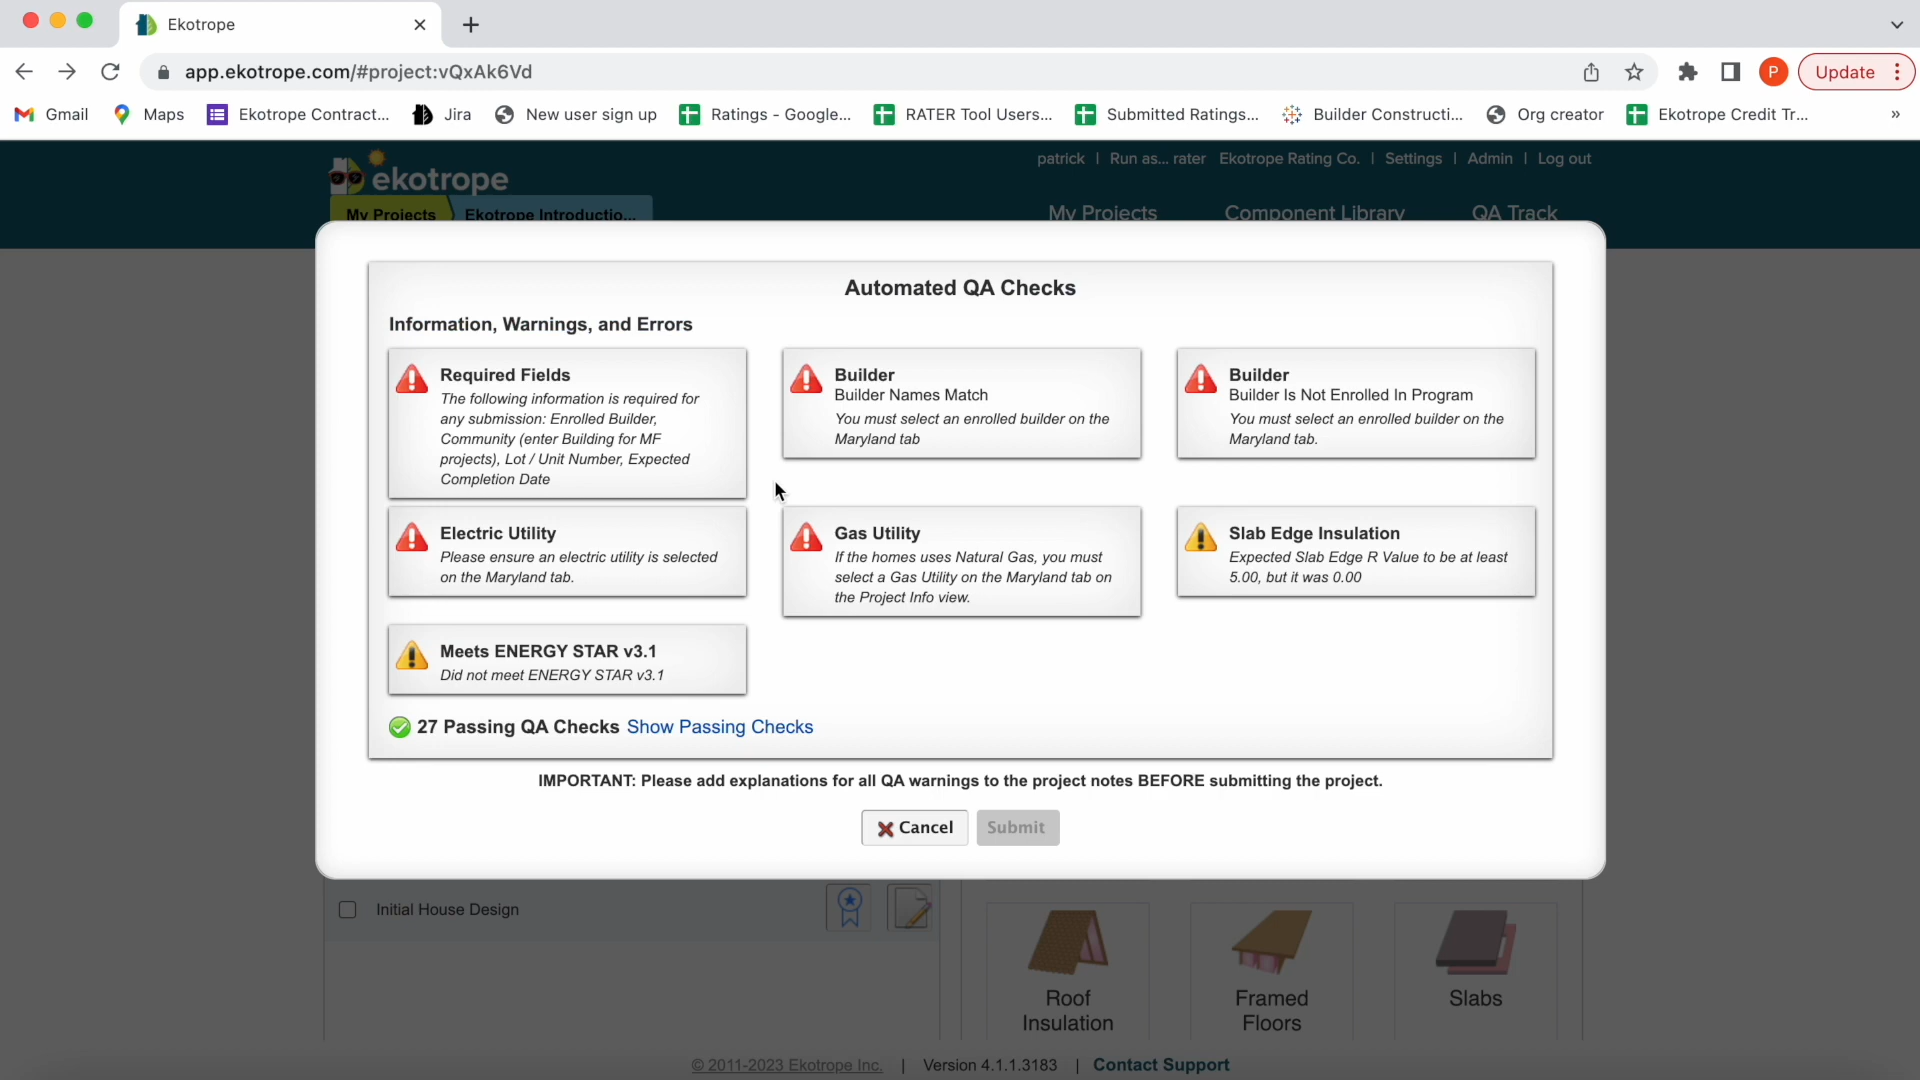 Ekotrope
app.ekotrope.com/#project:vQxAk6Vd
P
Update
Gmail
Maps
Ekotrope Contract...
Jira
New user sign up
Ratings - Google...
RATER Tool Users...
Submitted Ratings...
Builder Constructi...
Org creator
Ekotrope Credit Tr...
»
patrick | Run as... rater Ekotrope Rating Co. | Settings | Admin | Log out
ekotrope
My Projects
Ekotrope Introductio...
My Projects
Component Library
QA Track
Automated QA Checks
Information, Warnings, and Errors
Required Fields
The following information is required for
any submission: Enrolled Builder,
Community (enter Building for MF
projects), Lot / Unit Number, Expected
Completion Date
Builder
Builder Names Match
You must select an enrolled builder on the
Maryland tab
Builder
Builder Is Not Enrolled In Program
You must select an enrolled builder on the
Maryland tab.
Electric Utility
Please ensure an electric utility is selected
on the Maryland tab.
Gas Utility
If the homes uses Natural Gas, you must
select a Gas Utility on the Maryland tab on
the Project Info view.
Slab Edge Insulation
Expected Slab Edge R Value to be at least
5.00, but it was 0.00
Meets ENERGY STAR v3.1
Did not meet ENERGY STAR v3.1
27 Passing QA Checks Show Passing Checks
IMPORTANT: Please add explanations for all QA warnings to the project notes BEFORE submitting the project.
Cancel
Submit
Initial House Design
Roof
Insulation
Framed
Floors
Slabs
© 2011-2023 Ekotrope Inc. | Version 4.1.1.3183 | Contact Support